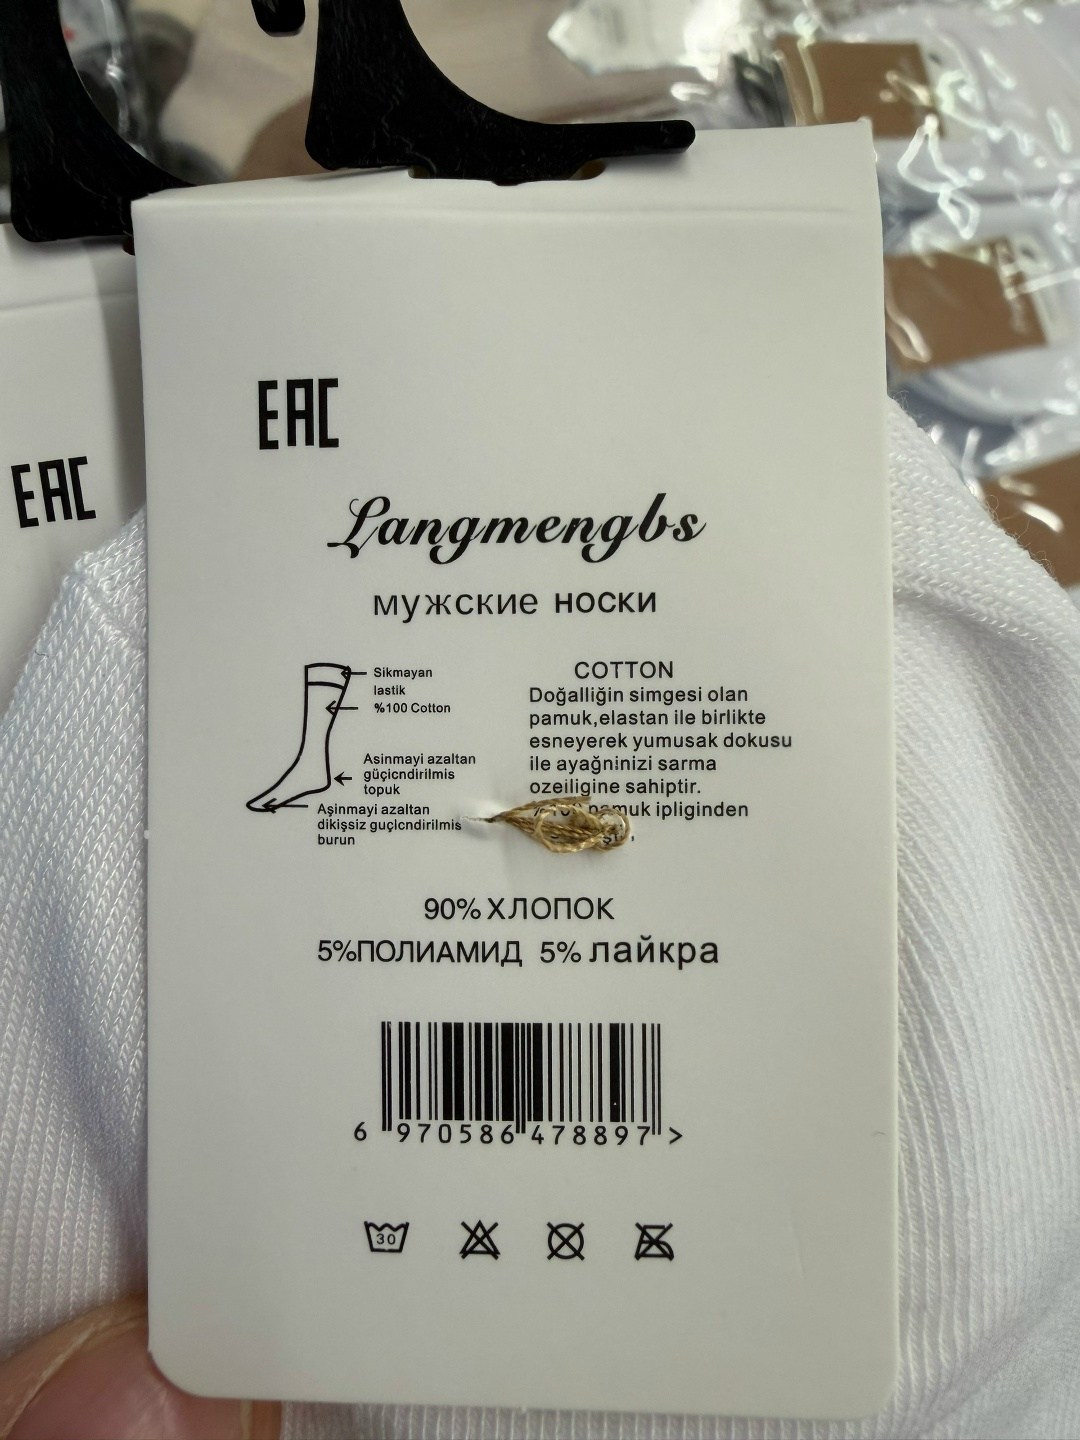 EAC
EAC
Langmengbs
мужские носки
Sikmayan
lastik
%100 Cotton
Asinmayi azaltan
güçicndirilmis
topuk
Aşinmayi azaltan
dikişsiz guçlcndirilmis
burun
COTTON
Doğalliğin simgesi olan
pamuk,elastan ile birlikte
esneyerek yumusak dokusu
ile ayağninizi sarma
ozeiligine sahiptir.
pamuk ipliginden
90% ХЛОПОК
5%ПОЛИАМИД 5% лайкра
6 970586 478897 >
30